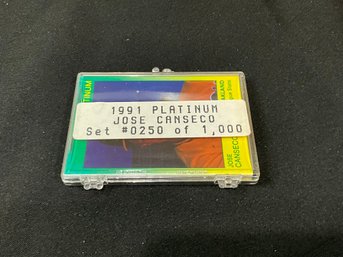 1991 PLATINUM
JOSE CANSECO
Set #0250 of 1,000
PLATINUM
JOSE
CANSECO